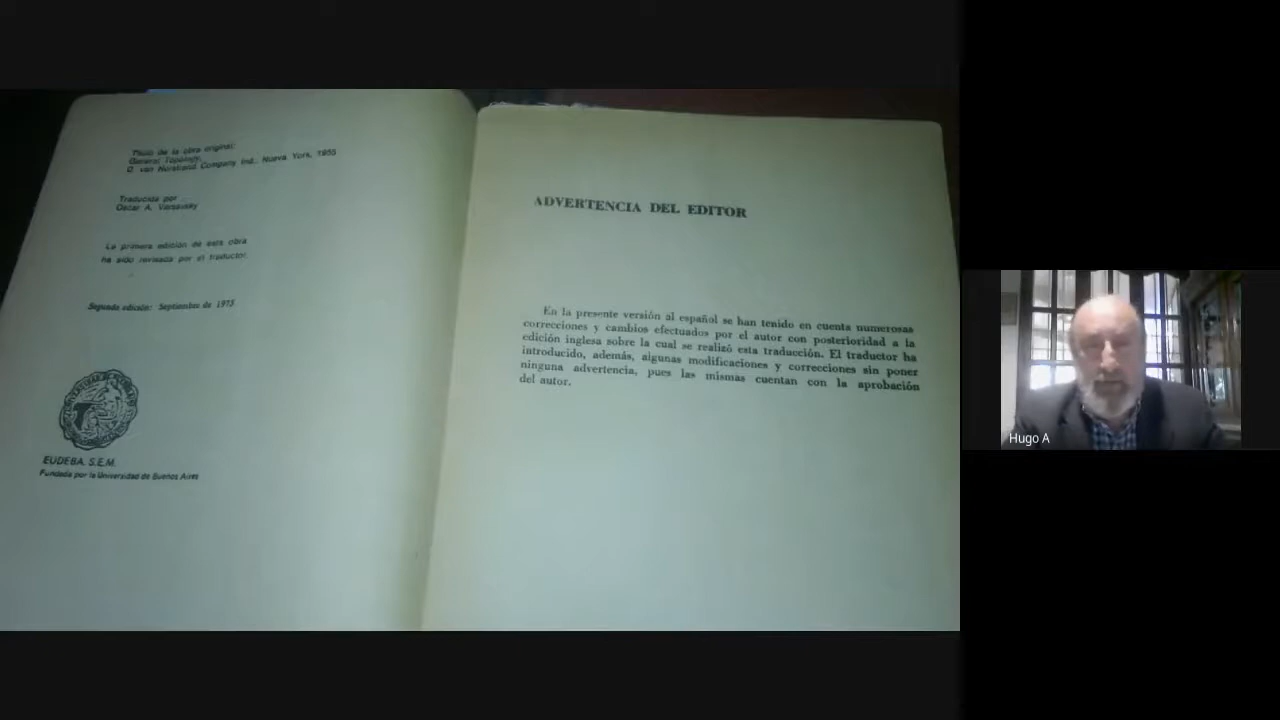 Título de la obra original:
General Topology,
D. van Nostrand Company Ind., Nueva York, 1955
Traducida por
Oscar A. Varsavsky
La primera edición de esta obra
ha sido revisada por el traductor.
Segunda edición: Septiembre de 1975
EUDEBA S.E.M.
Fundada por la Universidad de Buenos Aires
ADVERTENCIA DEL EDITOR
En la presente versión al español se han tenido en cuenta numerosas
correcciones y cambios efectuados por el autor con posterioridad a la
edición inglesa sobre la cual se realizó esta traducción. El traductor ha
introducido, además, algunas modificaciones y correcciones sin poner
ninguna advertencia, pues las mismas cuentan con la aprobación
del autor.
Hugo A